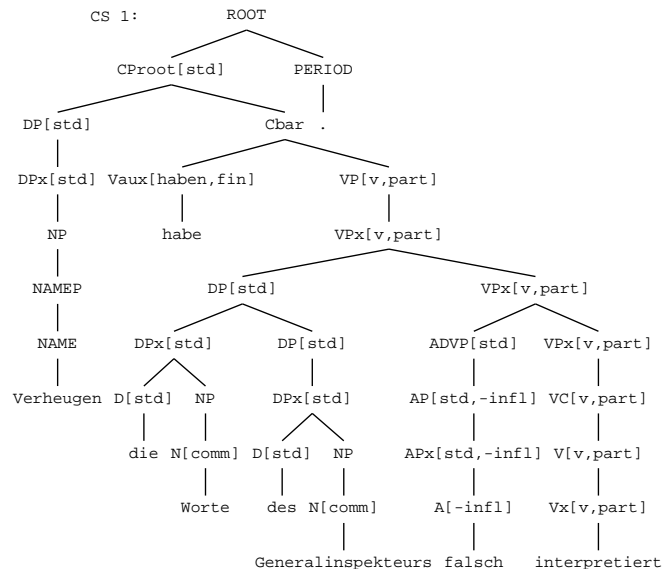 CS 1: ROOT
CProot[std] PERIOD
DP[std] Cbar .
DPx[std] Vaux[haben,fin] VP[v,part]
NP habe VPx[v,part]
NAMEP DP[std] VPx[v,part]
NAME DPx[std] DP[std] ADVP[std] VPx[v,part]
Verheugen D[std] NP DPx[std] AP[std,-infl] VC[v,part]
die N[comm] D[std] NP APx[std,-infl] V[v,part]
Worte des N[comm] A[-infl] Vx[v,part]
Generalinspekteurs falsch interpretiert